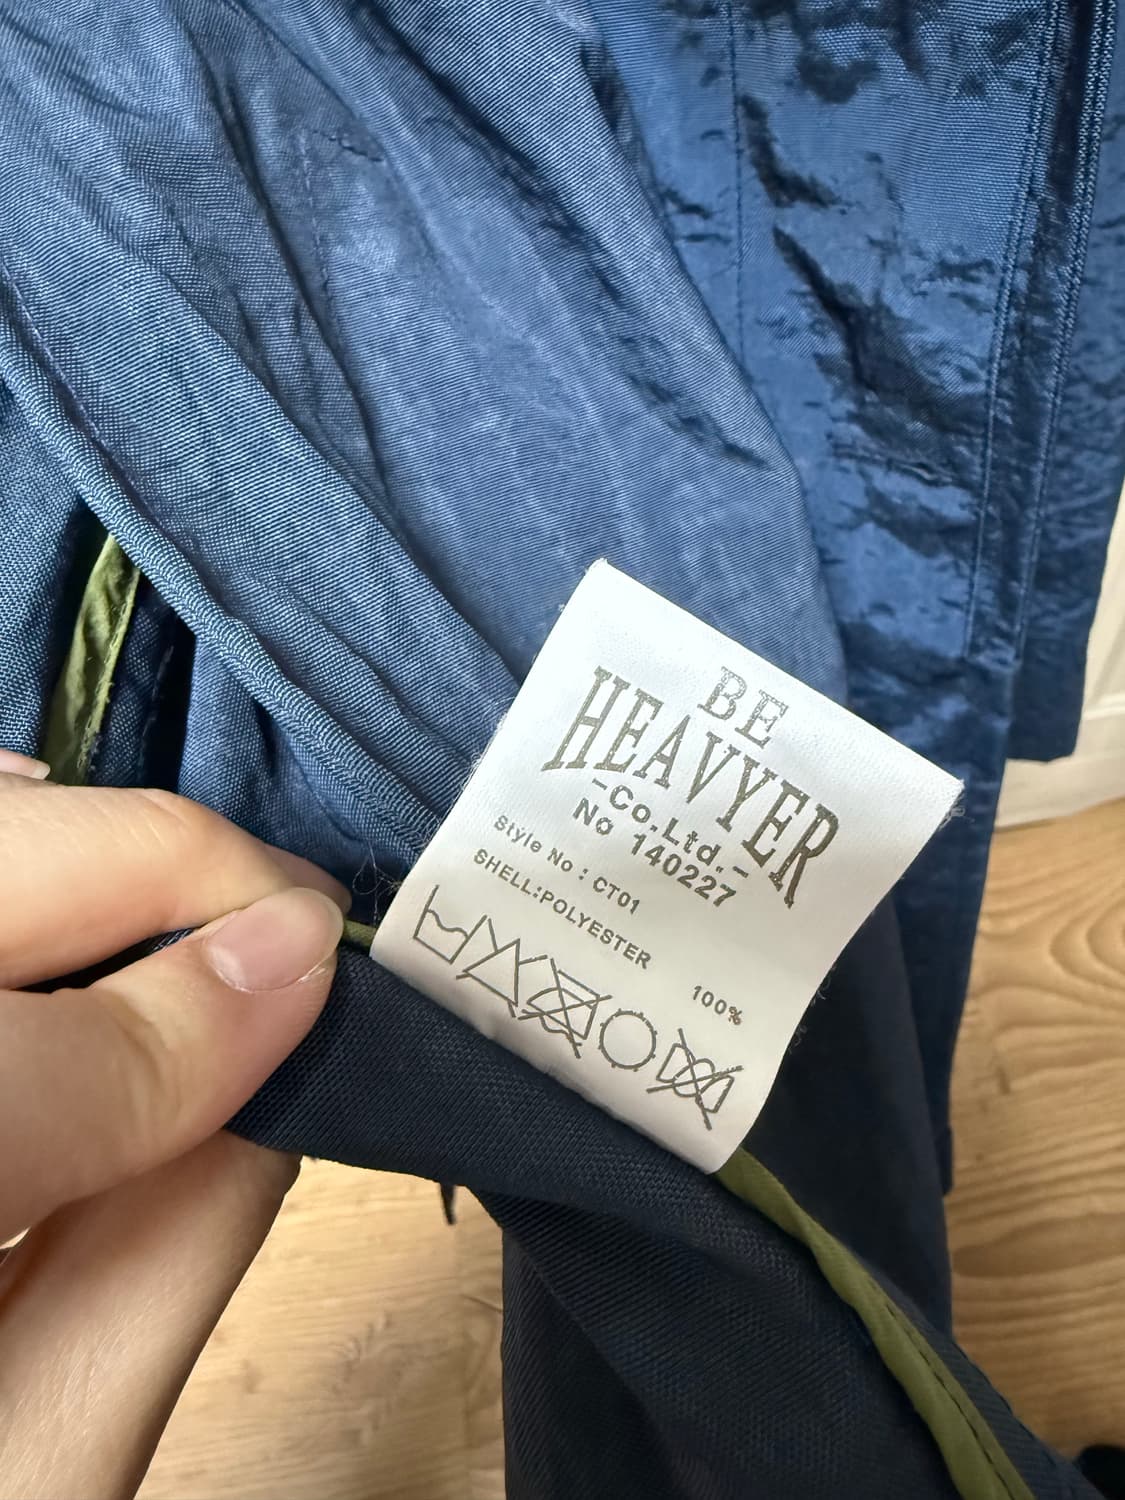 BE
HEAVYER
-Co.Ltd.-
No 140227
Style No : CT01
SHELL:POLYESTER 100%